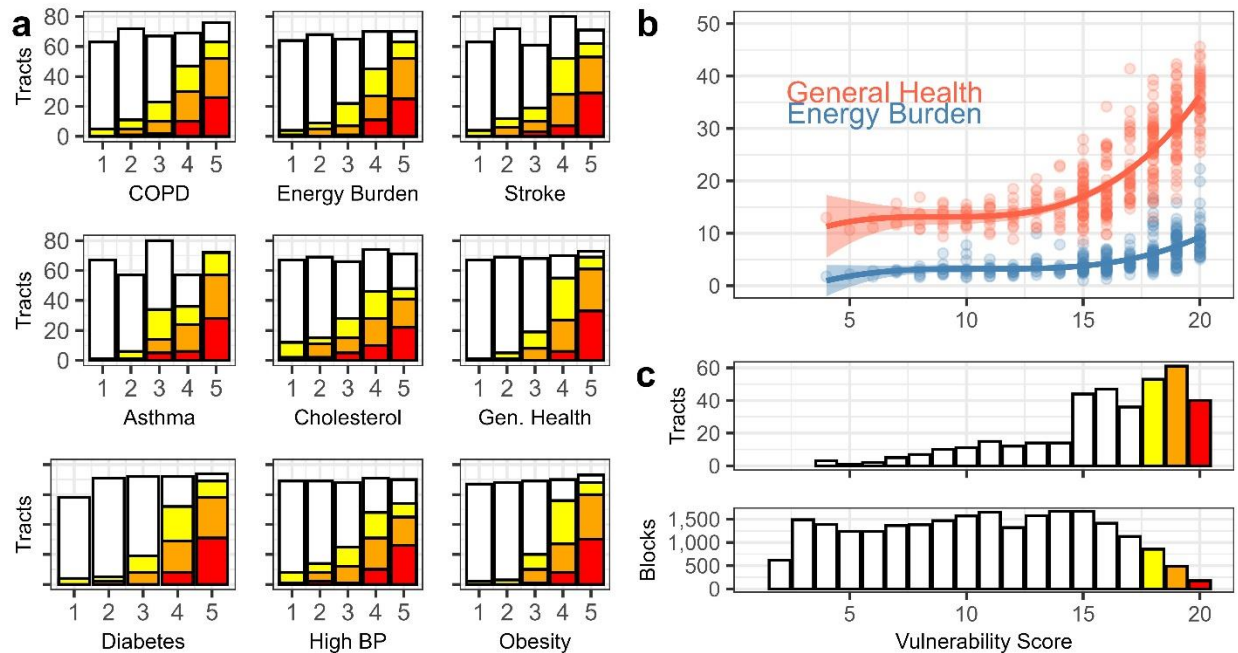 a
Tracts
80
60
40
20
0
1 2 3 4 5
COPD
1 2 3 4 5
Energy Burden
1 2 3 4 5
Stroke
Tracts
80
60
40
20
0
1 2 3 4 5
Asthma
1 2 3 4 5
Cholesterol
1 2 3 4 5
Gen. Health
Tracts
1 2 3 4 5
Diabetes
1 2 3 4 5
High BP
1 2 3 4 5
Obesity
b
50
40
30
20
10
0
General Health
Energy Burden
5 10 15 20
c
Tracts
60
40
20
0
Blocks
1,500
1,000
500
0
5 10 15 20
Vulnerability Score